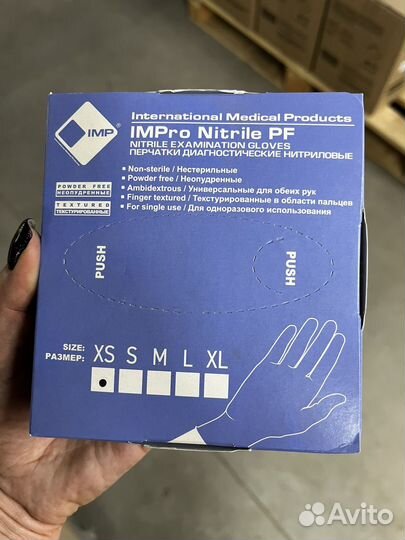 IMP®
International Medical Products
IMPro Nitrile PF
NITRILE EXAMINATION GLOVES
ПЕРЧАТКИ ДИАГНОСТИЧЕСКИЕ НИТРИЛОВЫЕ
POWDER FREE
НЕОПУДРЕННЫЕ
TEXTURED
ТЕКСТУРИРОВАННЫЕ
• Non-sterile / Нестерильные
• Powder free / Неопудренные
• Ambidextrous / Универсальные для обеих рук
• Finger textured / Текстурированные в области пальцев
• For single use / Для одноразового использования
PUSH
PUSH
SIZE:
РАЗМЕР:
XS S M L XL
Avito